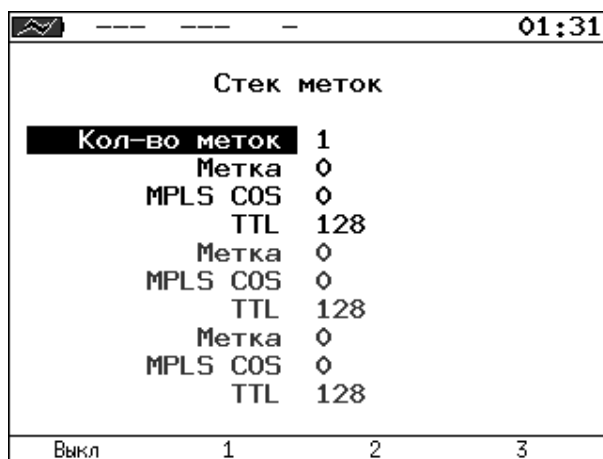 --- --- - 01:31
Стек меток
Кол-во меток 1
Метка 0
MPLS COS 0
TTL 128
Метка 0
MPLS COS 0
TTL 128
Метка 0
MPLS COS 0
TTL 128
Выкл 1 2 3